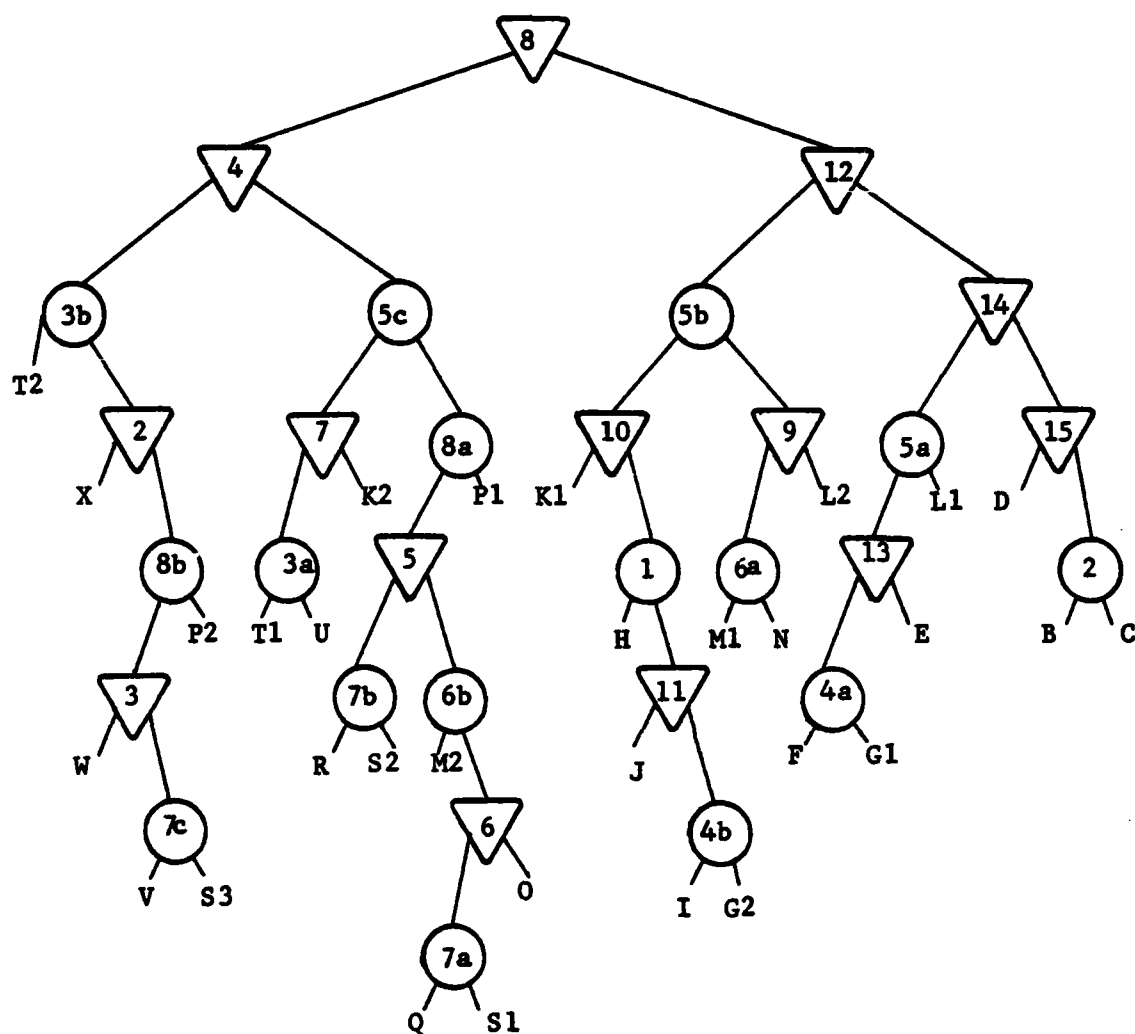 8
4 12
3b 5c 5b 14
T2
2 7 8a 10 9 5a 15
X K2 P1 K1 L2 L1 D
8b 3a 5 1 6a 13 2
P2 T1 U H M1 N E B C
3 7b 6b 11 4a
W R S2 M2 J F G1
7c 6 4b
V S3 O I G2
7a
Q S1